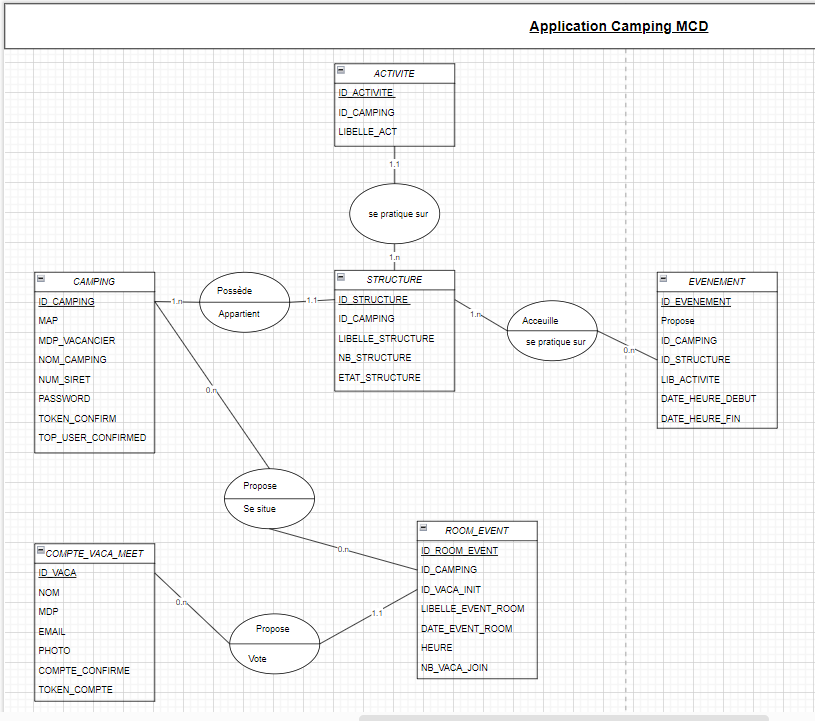 Application Camping MCD
ACTIVITE
ID_ACTIVITE
ID_CAMPING
LIBELLE_ACT
1.1
se pratique sur
1.n
CAMPING
ID_CAMPING
MAP
MDP_VACANCIER
NOM_CAMPING
NUM_SIRET
PASSWORD
TOKEN_CONFIRM
TOP_USER_CONFIRMED
1.n
Possède
Appartient
1.1
STRUCTURE
ID_STRUCTURE
ID_CAMPING
LIBELLE_STRUCTURE
NB_STRUCTURE
ETAT_STRUCTURE
1.n
Acceuille
se pratique sur
0.n
EVENEMENT
ID_EVENEMENT
Propose
ID_CAMPING
ID_STRUCTURE
LIB_ACTIVITE
DATE_HEURE_DEBUT
DATE_HEURE_FIN
0.n
Propose
Se situe
0.n
COMPTE_VACA_MEET
ID_VACA
NOM
MDP
EMAIL
PHOTO
COMPTE_CONFIRME
TOKEN_COMPTE
0.n
Propose
Vote
1.1
ROOM_EVENT
ID_ROOM_EVENT
ID_CAMPING
ID_VACA_INIT
LIBELLE_EVENT_ROOM
DATE_EVENT_ROOM
HEURE
NB_VACA_JOIN